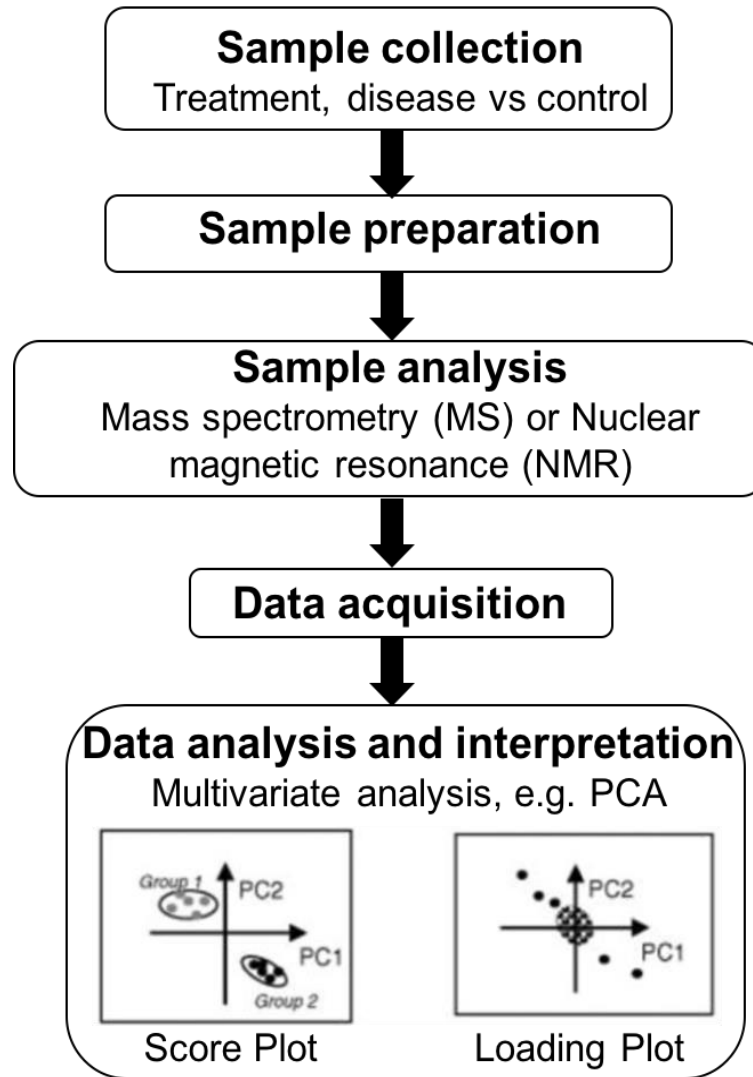 Sample collection
Treatment, disease vs control
Sample preparation
Sample analysis
Mass spectrometry (MS) or Nuclear
magnetic resonance (NMR)
Data acquisition
Data analysis and interpretation
Multivariate analysis, e.g. PCA
Group 1
PC2
PC1
Group 2
Score Plot
PC2
PC1
Loading Plot